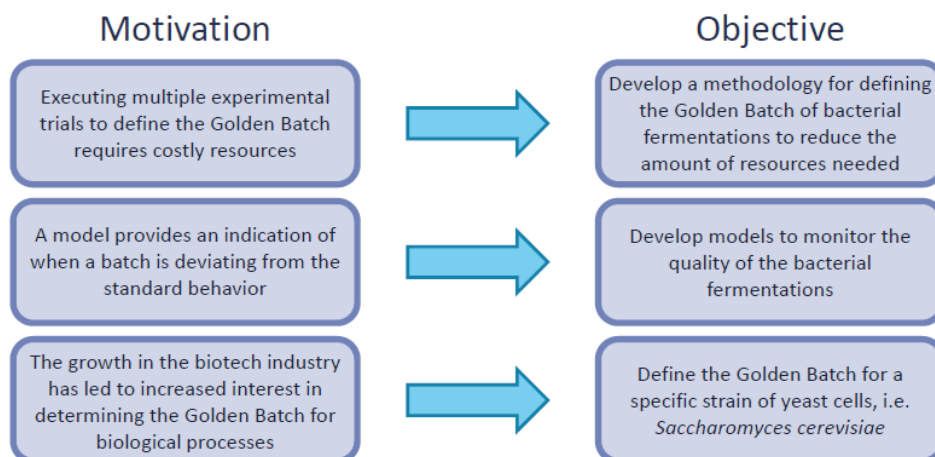 Motivation
Objective
Executing multiple experimental
trials to define the Golden Batch
requires costly resources
Develop a methodology for defining
the Golden Batch of bacterial
fermentations to reduce the
amount of resources needed
A model provides an indication of
when a batch is deviating from the
standard behavior
Develop models to monitor the
quality of the bacterial
fermentations
The growth in the biotech industry
has led to increased interest in
determining the Golden Batch for
biological processes
Define the Golden Batch for a
specific strain of yeast cells, i.e.
Saccharomyces cerevisiae